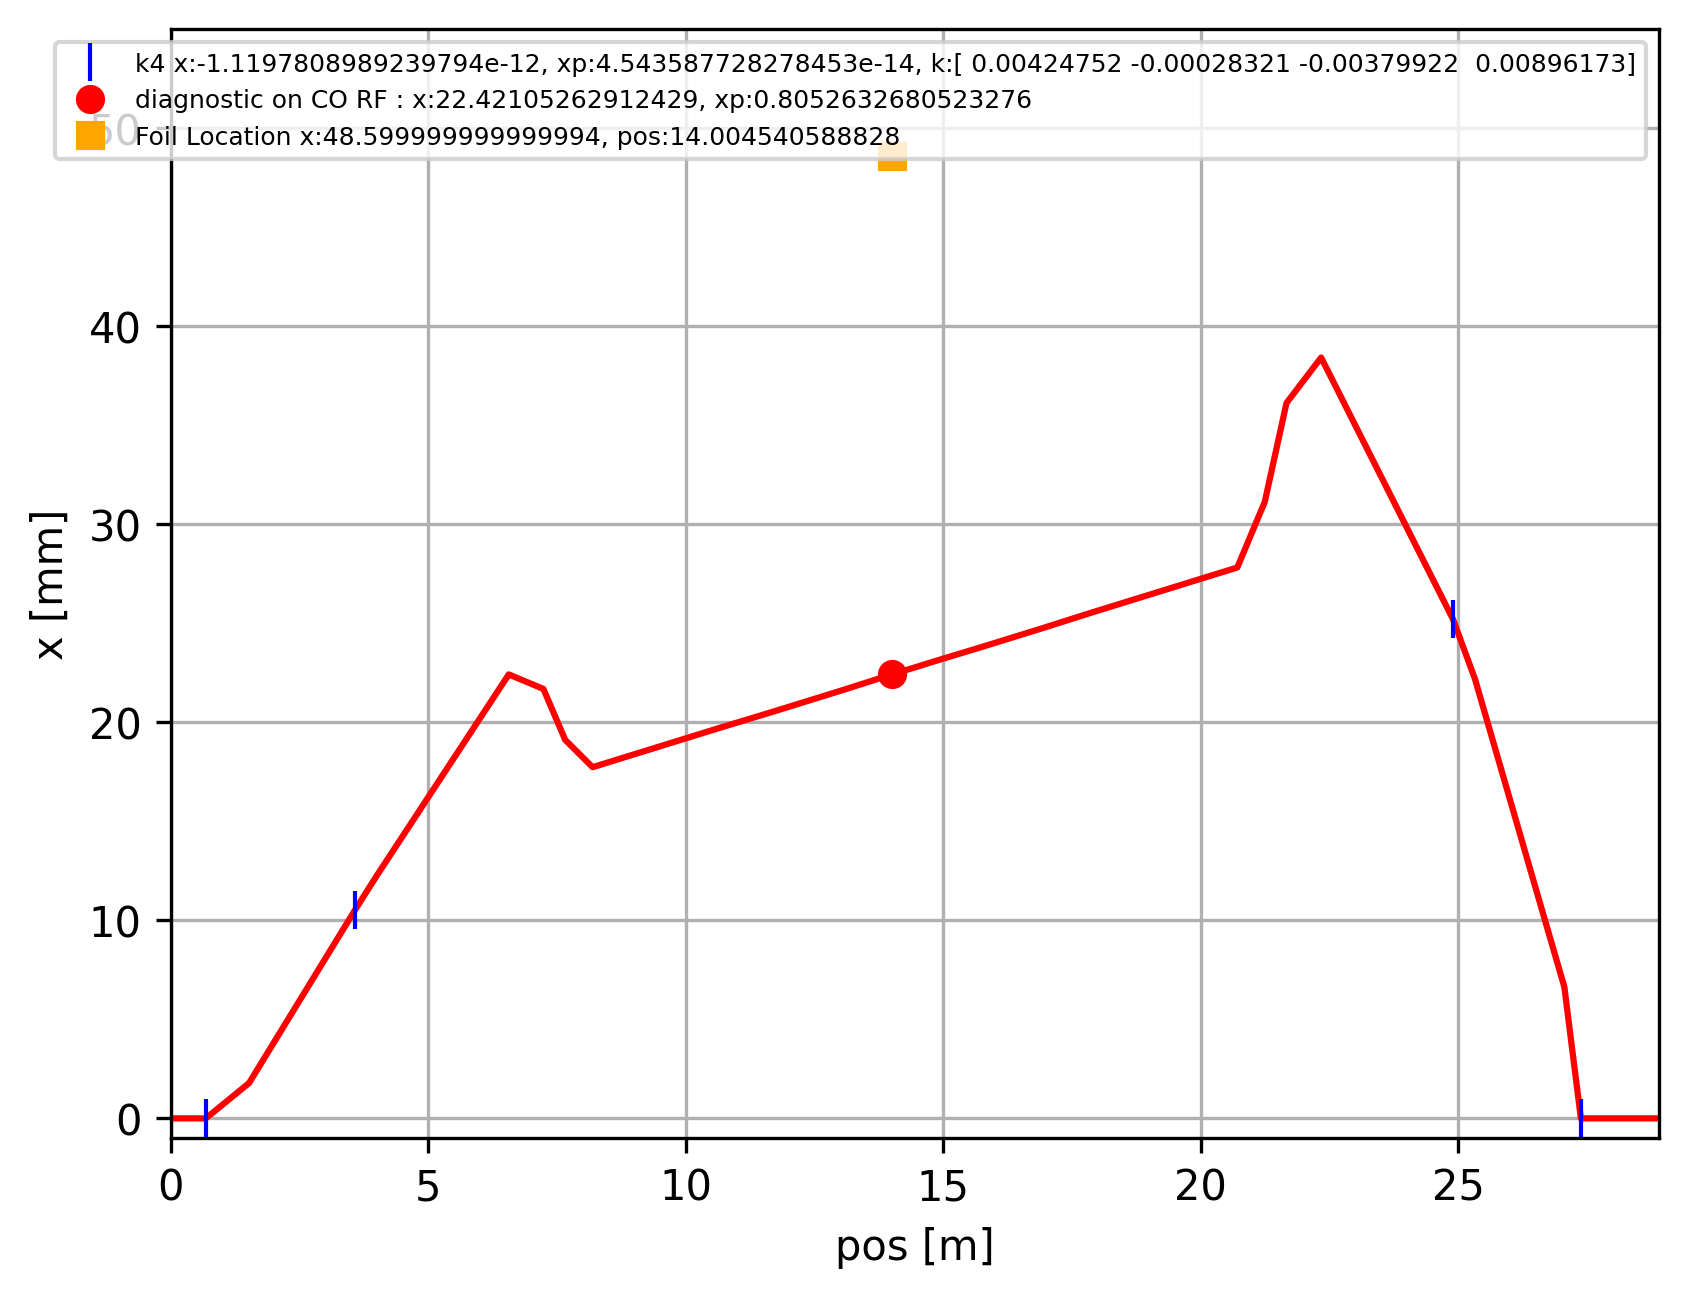 k4 x:-1.1197808989239794e-12, xp:4.543587728278453e-14, k:[ 0.00424752 -0.00028321 -0.00379922  0.00896173]
diagnostic on CO RF : x:22.42105262912429, xp:0.8052632680523276
Foil Location x:48.599999999999994, pos:14.004540588828
50
40
30
20
10
0
x [mm]
0 5 10 15 20 25
pos [m]